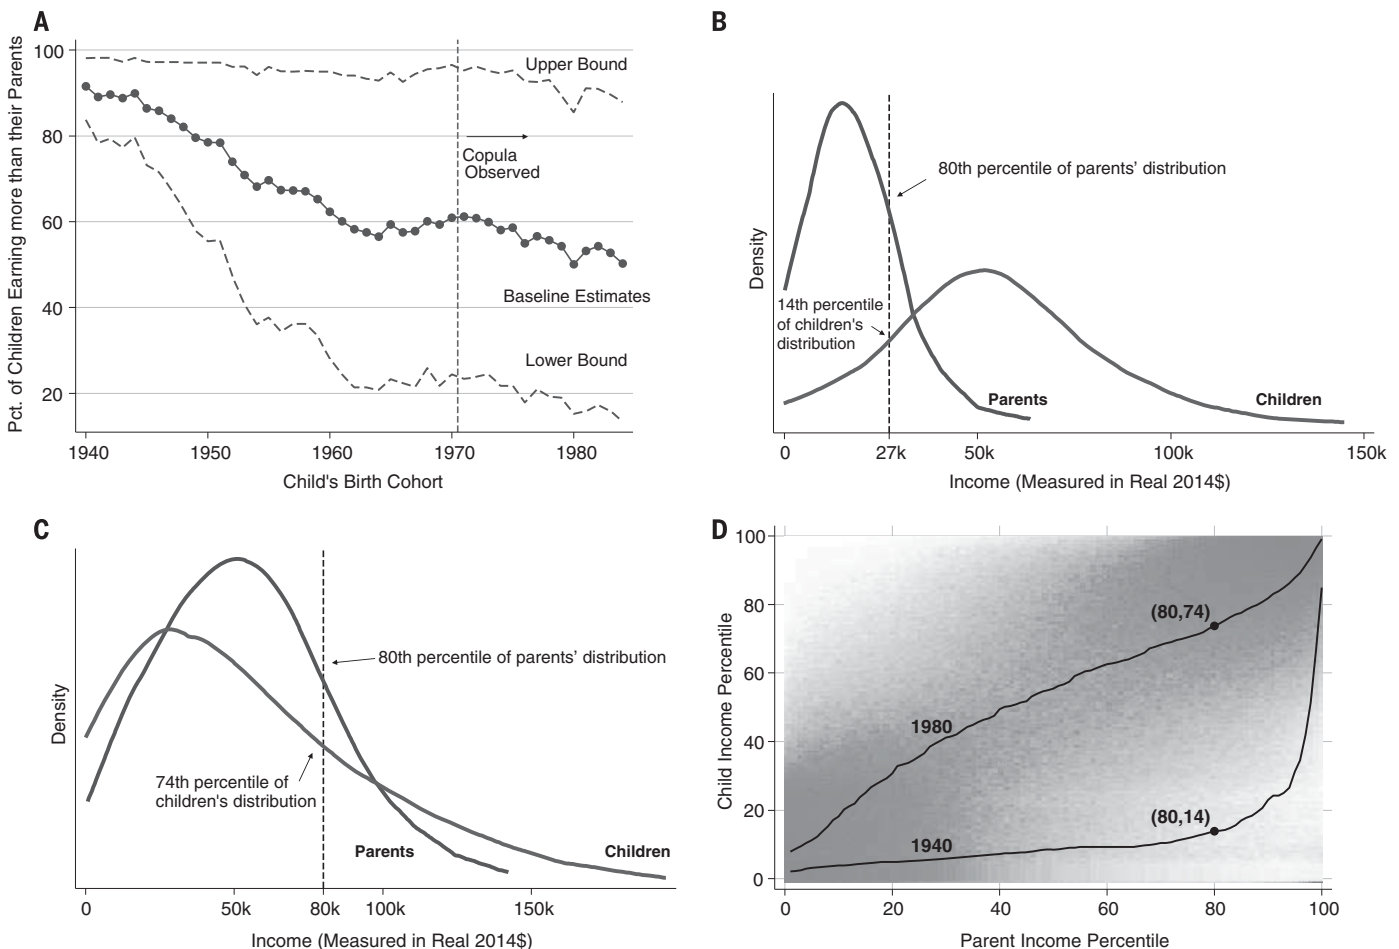 A
Pct. of Children Earning more than their Parents
100
80
60
40
20
Upper Bound
Copula
Observed
Baseline Estimates
Lower Bound
1940
1950
1960
1970
1980
Child's Birth Cohort
B
Density
80th percentile of parents’ distribution
14th percentile
of children's
distribution
Parents
Children
0
27k
50k
100k
150k
Income (Measured in Real 2014$)
C
Density
80th percentile of parents’ distribution
74th percentile of
children's distribution
Parents
Children
0
50k
80k
100k
150k
Income (Measured in Real 2014$)
D
Child Income Percentile
100
80
60
40
20
0
(80,74)
1980
(80,14)
1940
0
20
40
60
80
100
Parent Income Percentile